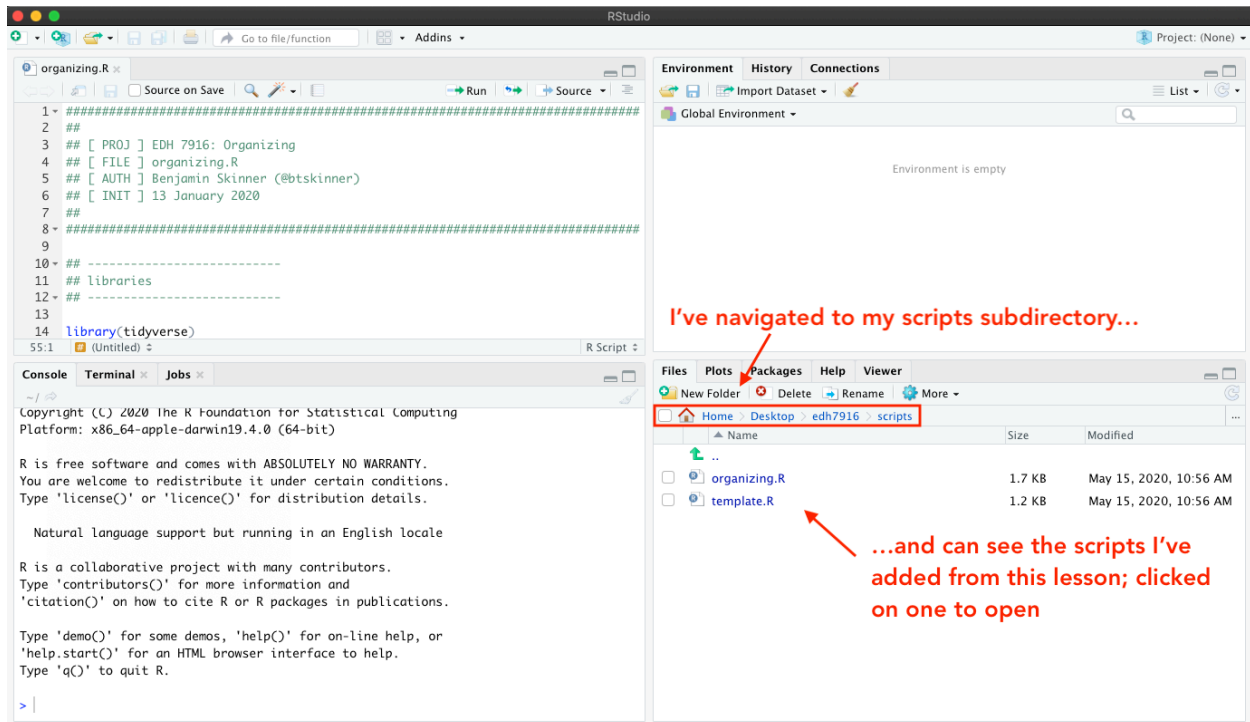 RStudio
Go to file/function Addins Project: (None)
organizing.R
Source on Save Run Source
1 ################################################################################
2 ##
3 ## [ PROJ ] EDH 7916: Organizing
4 ## [ FILE ] organizing.R
5 ## [ AUTH ] Benjamin Skinner (@btskinner)
6 ## [ INIT ] 13 January 2020
7 ##
8 ################################################################################
9
10 ## ---------------------------
11 ## libraries
12 ## ---------------------------
13
14 library(tidyverse)
55:1 (Untitled) R Script
Console Terminal Jobs
~/
Copyright (C) 2020 The R Foundation for Statistical Computing
Platform: x86_64-apple-darwin19.4.0 (64-bit)
R is free software and comes with ABSOLUTELY NO WARRANTY.
You are welcome to redistribute it under certain conditions.
Type 'license()' or 'licence()' for distribution details.
Natural language support but running in an English locale
R is a collaborative project with many contributors.
Type 'contributors()' for more information and
'citation()' on how to cite R or R packages in publications.
Type 'demo()' for some demos, 'help()' for on-line help, or
'help.start()' for an HTML browser interface to help.
Type 'q()' to quit R.
>
Environment History Connections
Import Dataset List
Global Environment
Environment is empty
I've navigated to my scripts subdirectory...
Files Plots Packages Help Viewer
New Folder Delete Rename More
Home Desktop edh7916 scripts ...
Name Size Modified
..
organizing.R 1.7 KB May 15, 2020, 10:56 AM
template.R 1.2 KB May 15, 2020, 10:56 AM
...and can see the scripts I've
added from this lesson; clicked
on one to open